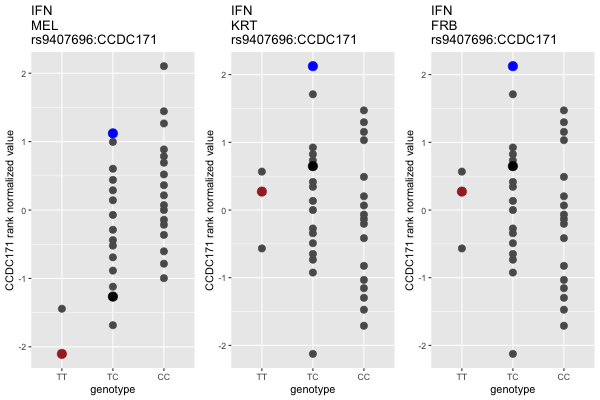 IFN
MEL
rs9407696:CCDC171
CCDC171 rank normalized value
2
1
0
-1
-2
TT
TC
CC
genotype
IFN
KRT
rs9407696:CCDC171
CCDC171 rank normalized value
2
1
0
-1
-2
TT
TC
CC
genotype
IFN
FRB
rs9407696:CCDC171
CCDC171 rank normalized value
2
1
0
-1
-2
TT
TC
CC
genotype